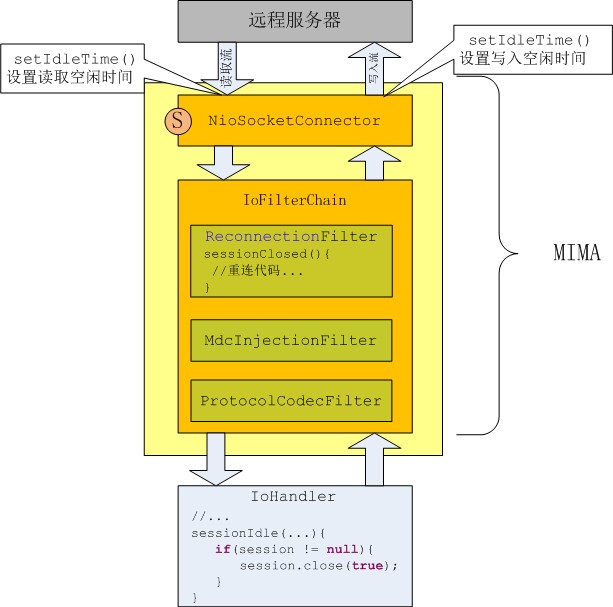 远程服务器
setIdleTime()
设置读取空闲时间
读取流
写入流
setIdleTime()
设置写入空闲时间
S
NioSocketConnector
IoFilterChain
ReconnectionFilter
sessionClosed(){
//重连代码...
}
MdcInjectionFilter
ProtocolCodecFilter
MIMA
IoHandler
//...
sessionIdle(...){
if(session != null){
session.close(true);
}
}